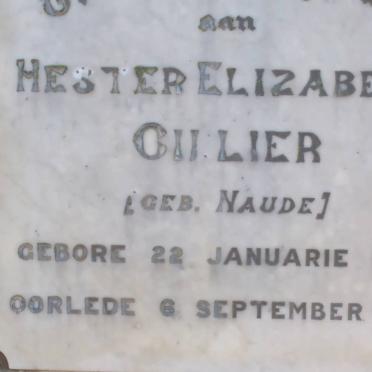 aan
HESTER ELIZABE
CILLIER
[GEB. NAUDE]
GEBORE 22 JANUARIE
OORLEDE 6 SEPTEMBER